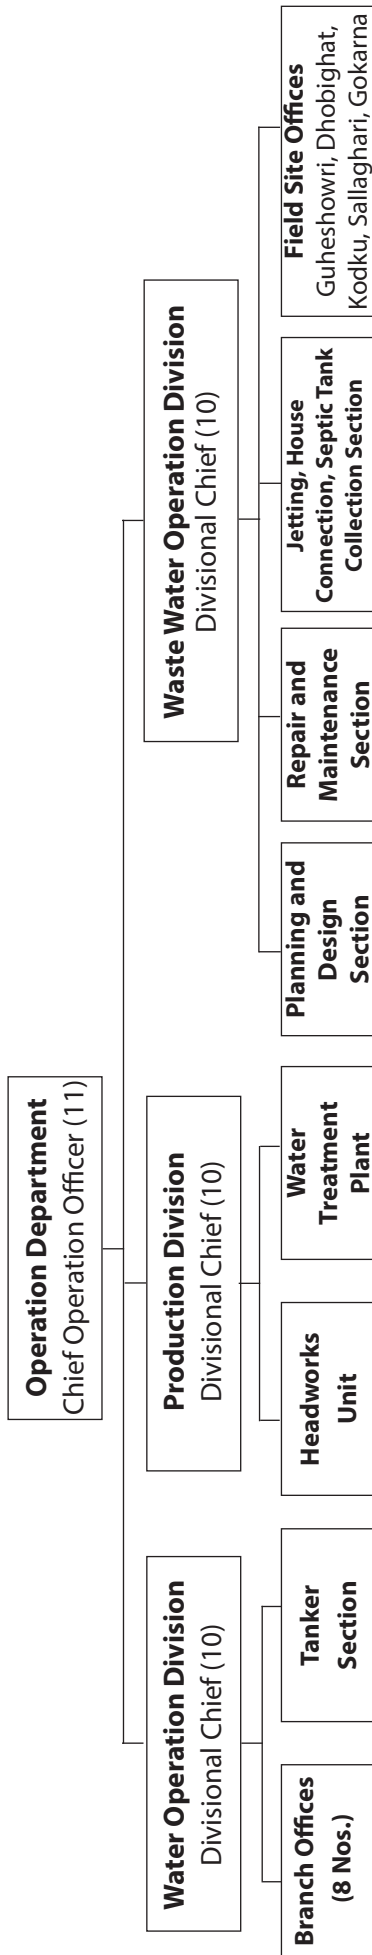 Operation Department
Chief Operation Officer (11)
Water Operation Division
Divisional Chief (10)
Production Division
Divisional Chief (10)
Waste Water Operation Division
Divisional Chief (10)
Branch Offices
(8 Nos.)
Tanker
Section
Headworks
Unit
Water
Treatment
Plant
Planning and
Design
Section
Repair and
Maintenance
Section
Jetting, House
Connection, Septic Tank
Collection Section
Field Site Offices
Guheshowri, Dhobighat,
Kodku, Sallaghari, Gokarna